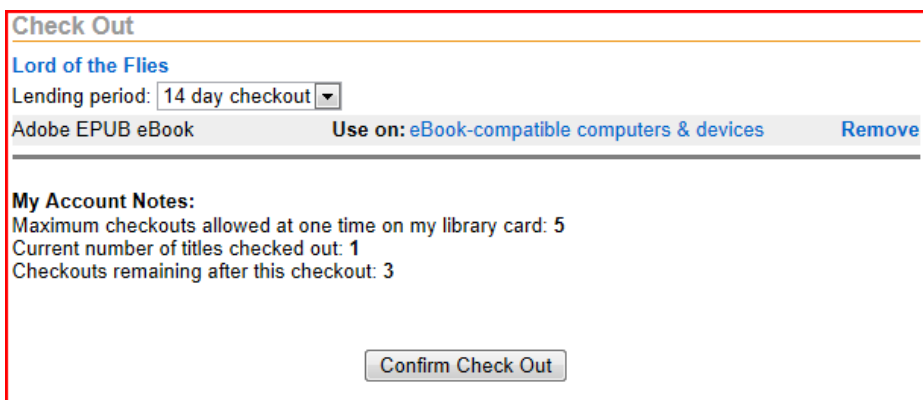 Check Out
Lord of the Flies
Lending period: 14 day checkout
Adobe EPUB eBook Use on: eBook-compatible computers & devices Remove
My Account Notes:
Maximum checkouts allowed at one time on my library card: 5
Current number of titles checked out: 1
Checkouts remaining after this checkout: 3
Confirm Check Out